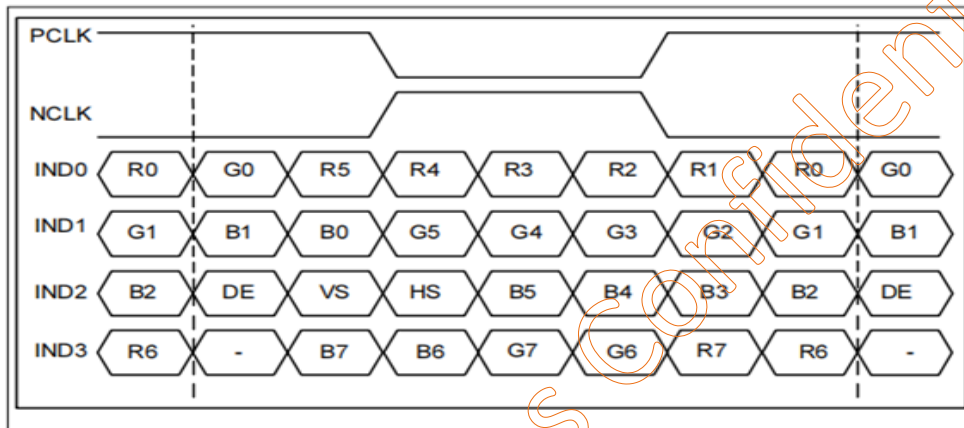 PCLK
NCLK
IND0 R0 G0 R5 R4 R3 R2 R1 R0 G0
IND1 G1 B1 B0 G5 G4 G3 G2 G1 B1
IND2 B2 DE VS HS B5 B4 B3 B2 DE
IND3 R6 - B7 B6 G7 G6 R7 R6 -